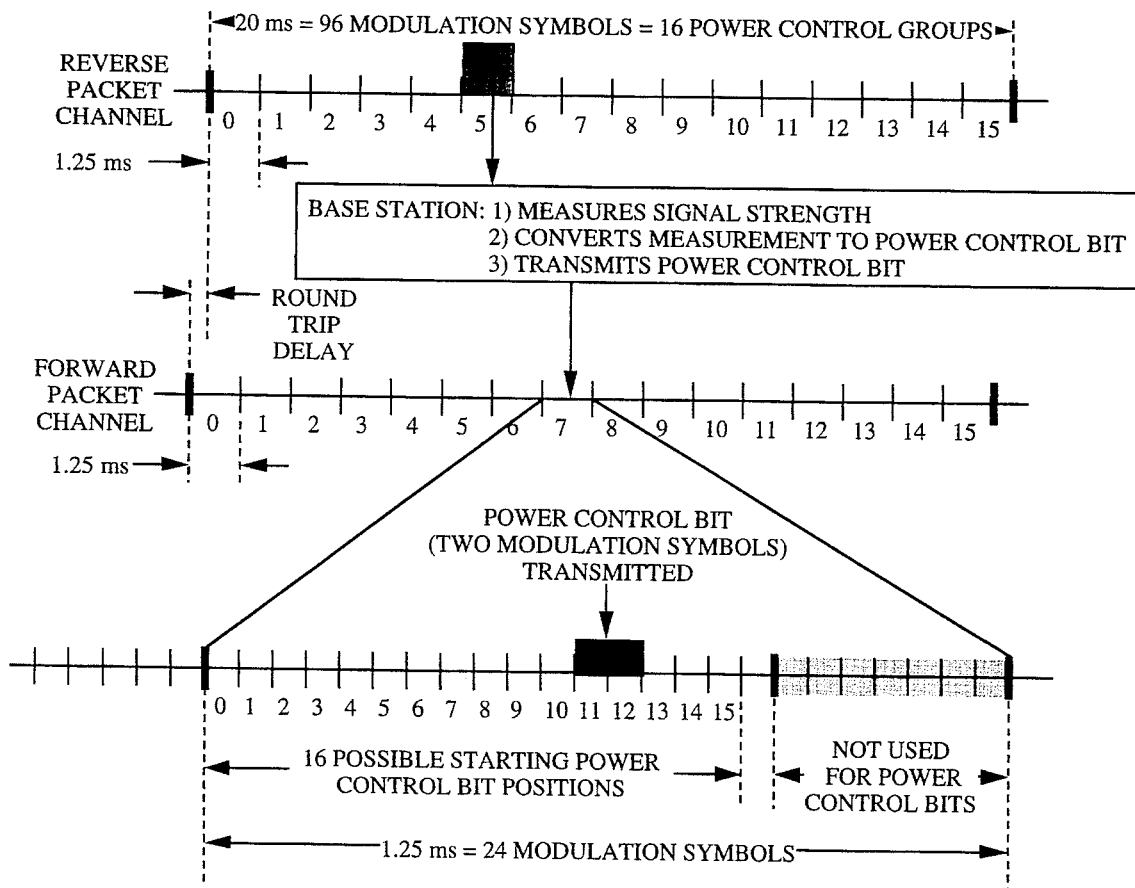 20 ms = 96 MODULATION SYMBOLS = 16 POWER CONTROL GROUPS
REVERSE
PACKET
CHANNEL
0 1 2 3 4 5 6 7 8 9 10 11 12 13 14 15
1.25 ms
BASE STATION: 1) MEASURES SIGNAL STRENGTH
2) CONVERTS MEASUREMENT TO POWER CONTROL BIT
3) TRANSMITS POWER CONTROL BIT
ROUND
TRIP
DELAY
FORWARD
PACKET
CHANNEL
0 1 2 3 4 5 6 7 8 9 10 11 12 13 14 15
1.25 ms
POWER CONTROL BIT
(TWO MODULATION SYMBOLS)
TRANSMITTED
0 1 2 3 4 5 6 7 8 9 10 11 12 13 14 15
16 POSSIBLE STARTING POWER
CONTROL BIT POSITIONS
NOT USED
FOR POWER
CONTROL BITS
1.25 ms = 24 MODULATION SYMBOLS